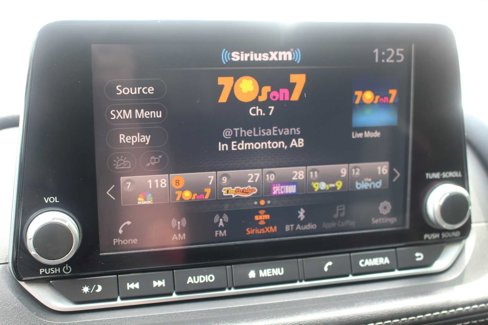 SiriusXM
1:25
Source
SXM Menu
Replay
70s on 7
Ch. 7
@TheLisaEvans
In Edmonton, AB
70s on 7
Live Mode
7 118
8 7 70s on 7
9 27
10 28 SPECTRUM
11 9 90s on 9
12 16 blend
Phone
AM
FM
SiriusXM
BT Audio
Apple CarPlay
Settings
VOL
PUSH
TUNE·SCROLL
PUSH SOUND
AUDIO
MENU
CAMERA